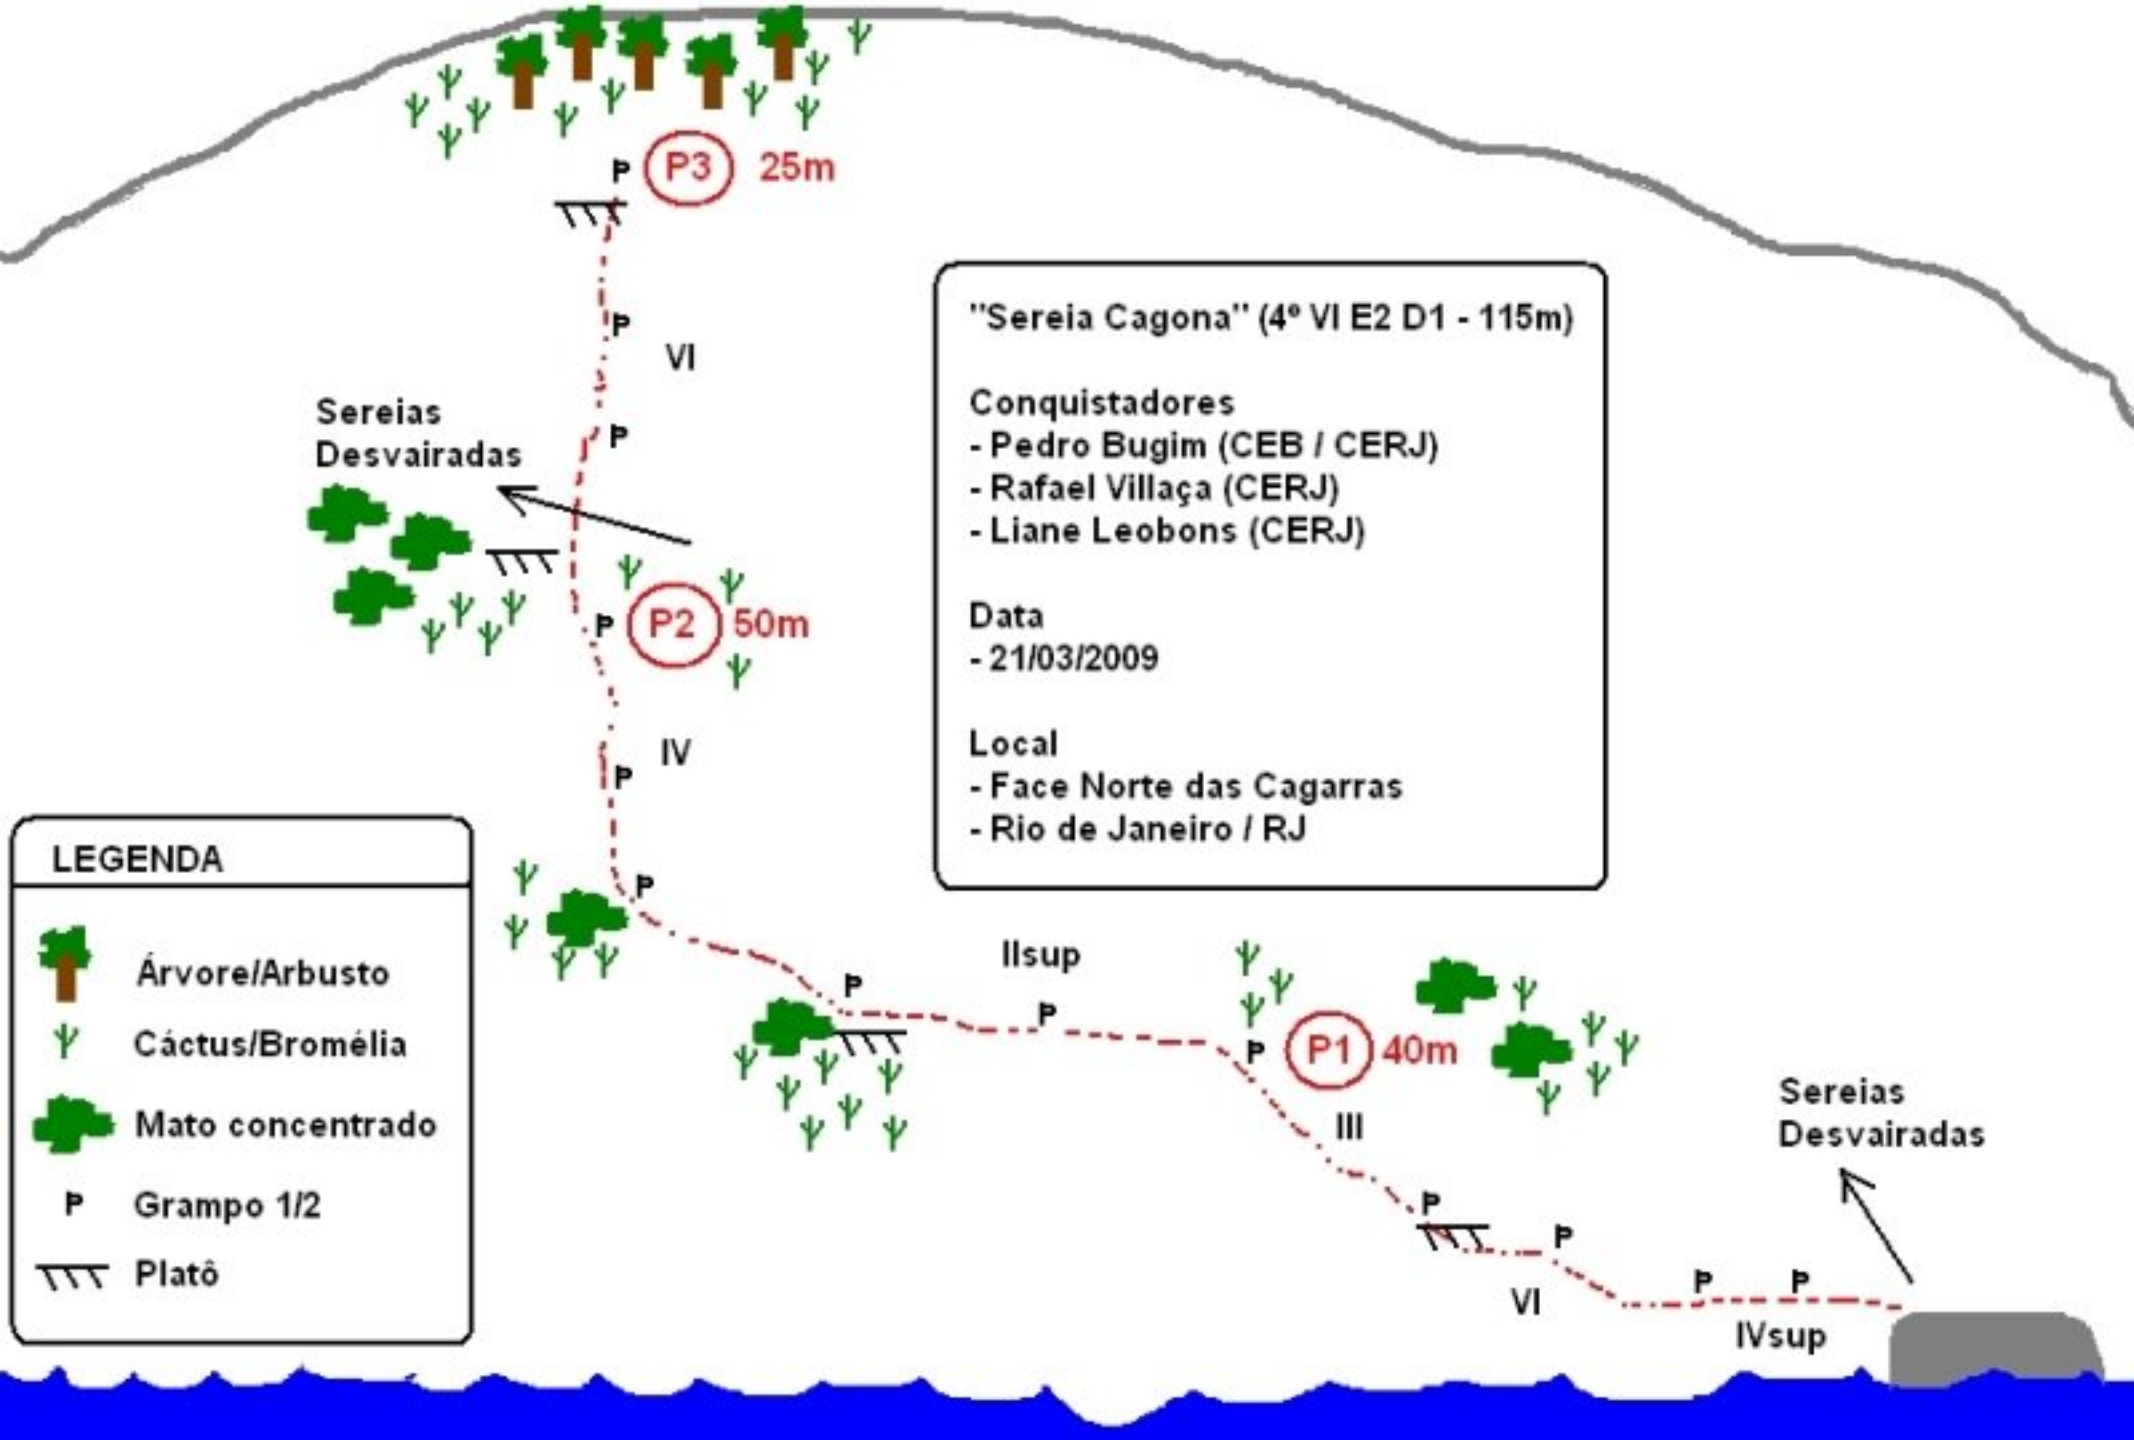 P
P3 25m
P
VI
P
Sereias
Desvairadas
P
P2 50m
IV
P
P
"Sereia Cagona" (4º VI E2 D1 - 115m)
Conquistadores
- Pedro Bugim (CEB / CERJ)
- Rafael Villaça (CERJ)
- Liane Leobons (CERJ)
Data
- 21/03/2009
Local
- Face Norte das Cagarras
- Rio de Janeiro / RJ
P
IIsup
P
P
P1 40m
III
P
P
VI
P
P
IVsup
Sereias
Desvairadas
LEGENDA
Árvore/Arbusto
Cáctus/Bromélia
Mato concentrado
P Grampo 1/2
Platô